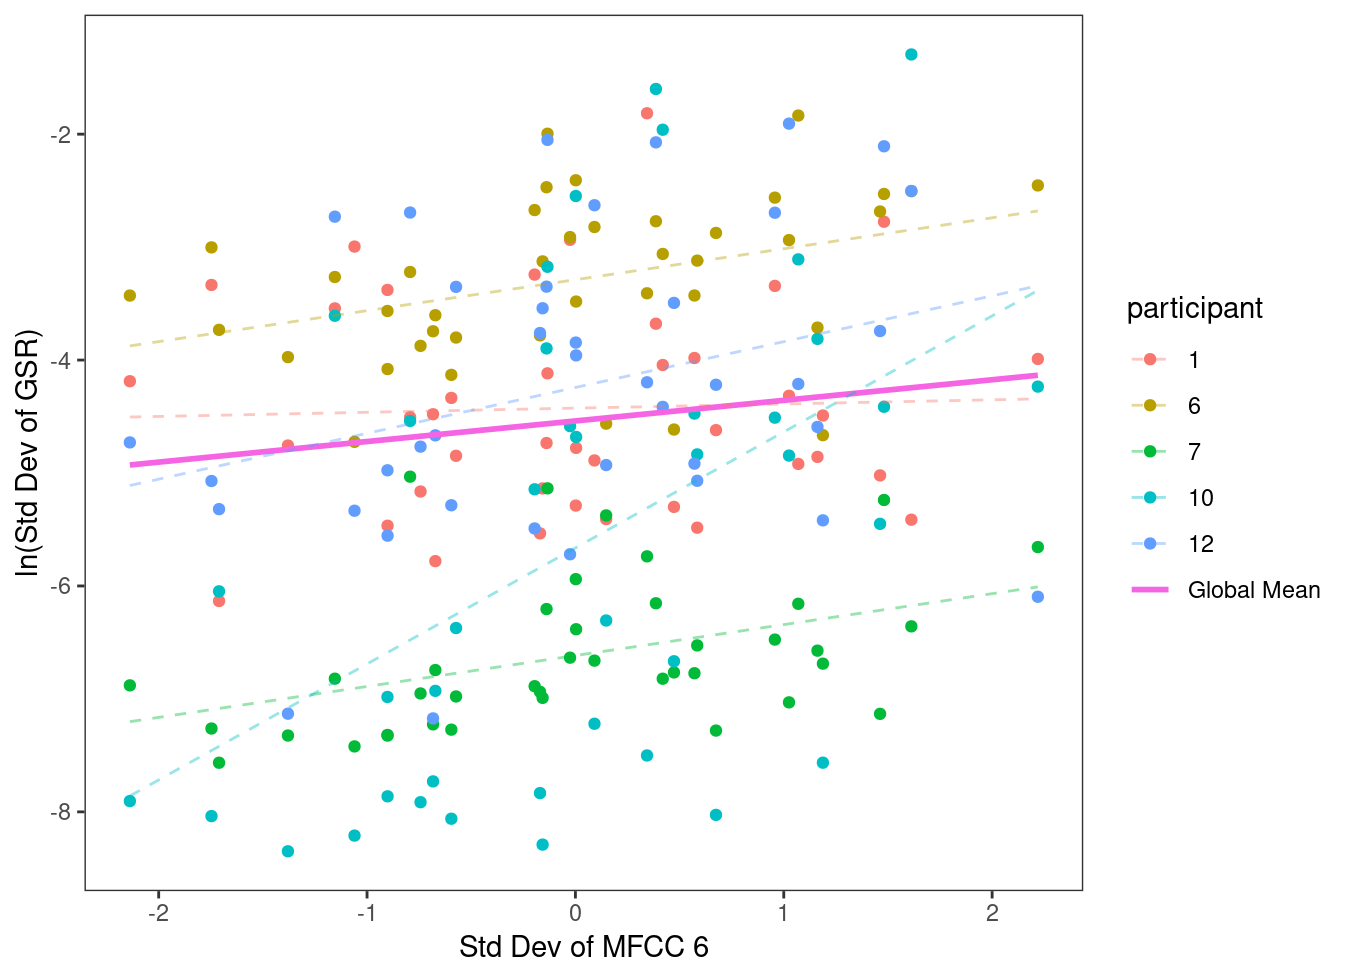 -2
-4
-6
-8
ln(Std Dev of GSR)
-2 -1 0 1 2
Std Dev of MFCC 6
participant
1
6
7
10
12
Global Mean